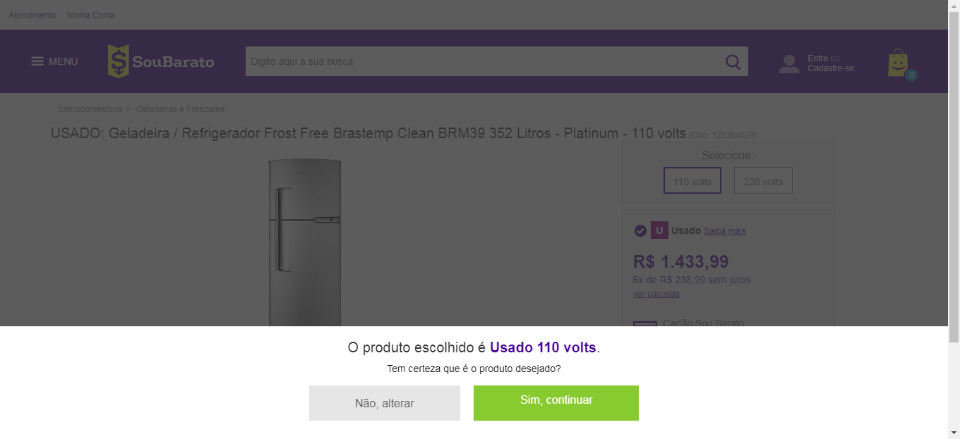 Atendimento Minha Conta
MENU
SouBarato
Digite aqui a sua busca
Entre ou
Cadastre-se
0
Eletrodomésticos > Geladeiras e Freezeres
USADO: Geladeira / Refrigerador Frost Free Brastemp Clean BRM39 352 Litros - Platinum - 110 volts
Selecione:
110 volts 220 volts
U Usado Saiba mais
R$ 1.433,99
6x de R$ 238,99 sem juros
ver parcelas
Cartão Sou Barato
O produto escolhido é Usado 110 volts.
Tem certeza que é o produto desejado?
Não, alterar
Sim, continuar